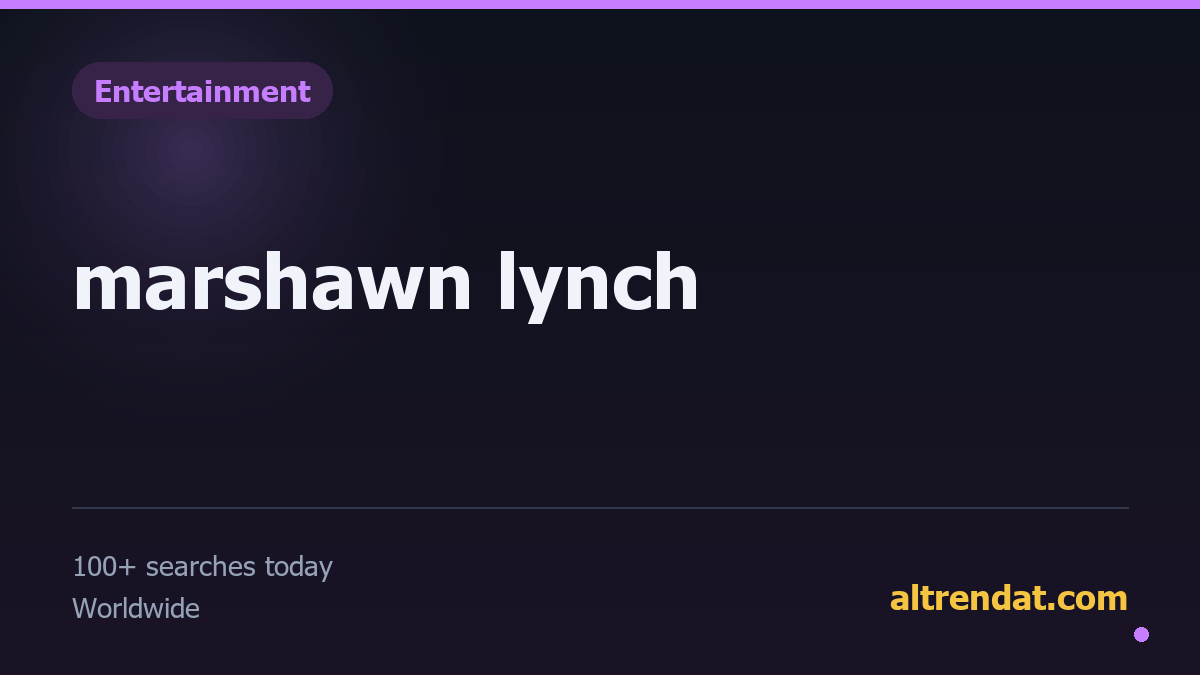 Entertainment
marshawn lynch
100+ searches today
Worldwide
altrendat.com